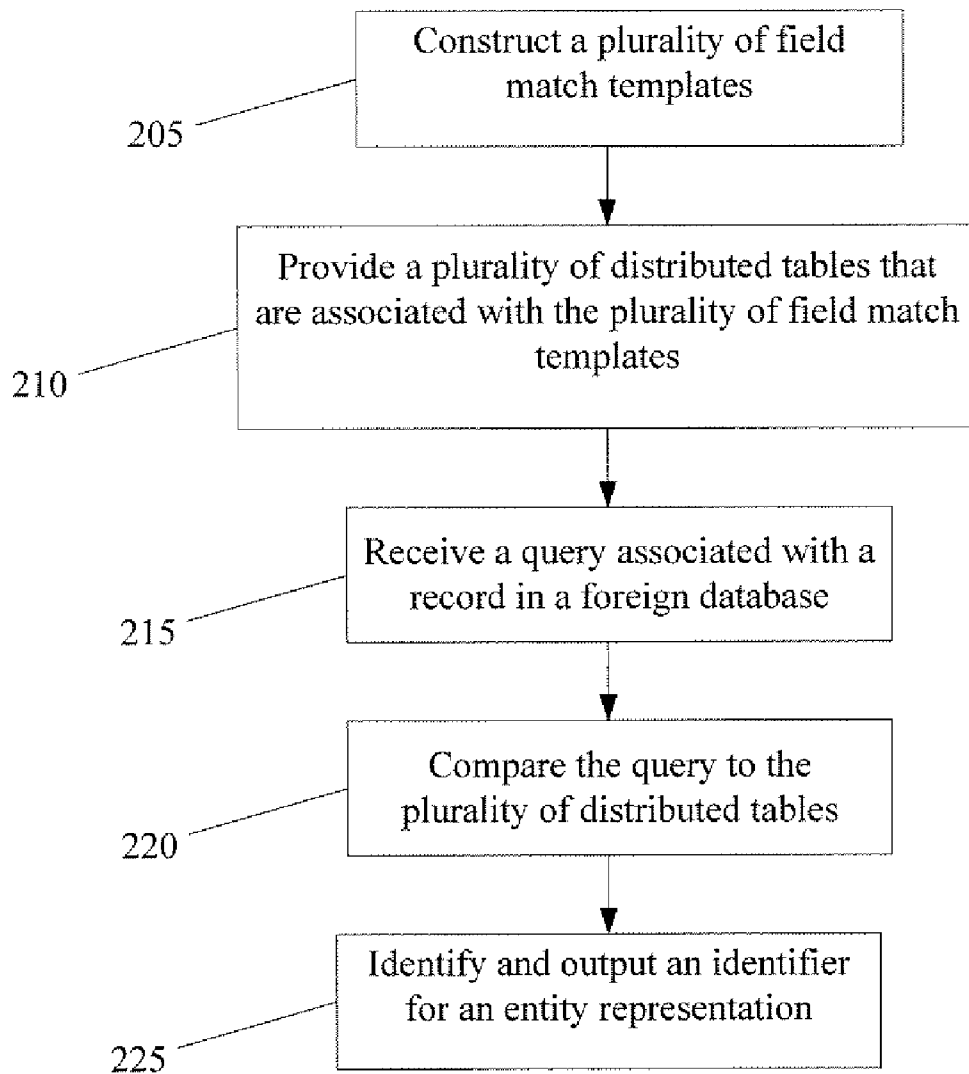 Construct a plurality of field
match templates
205
Provide a plurality of distributed tables that
are associated with the plurality of field match
templates
210
Receive a query associated with a
record in a foreign database
215
Compare the query to the
plurality of distributed tables
220
Identify and output an identifier
for an entity representation
225